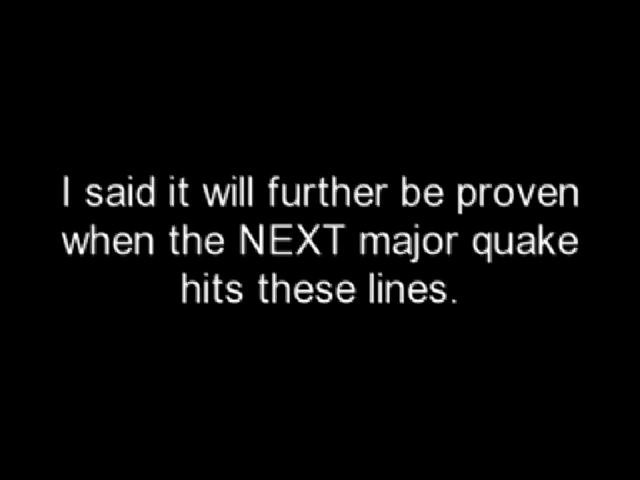 I said it will further be proven
when the NEXT major quake
hits these lines.